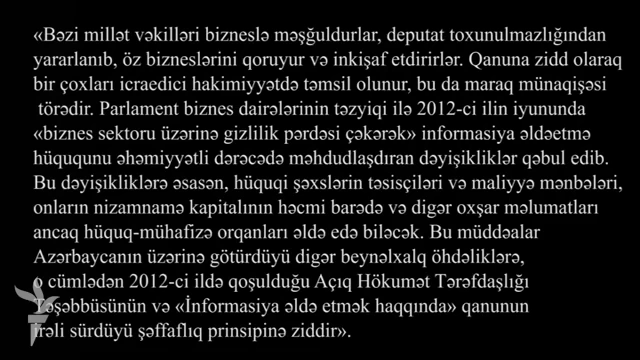 «Bəzi millət vəkilləri bizneslə məşğuldurlar, deputat toxunulmazlığından
yararlanıb, öz bizneslərini qoruyur və inkişaf etdirirlər. Qanuna zidd olaraq
bir çoxları icraedici hakimiyyətdə təmsil olunur, bu da maraq münaqişəsi
törədir. Parlament biznes dairələrinin təzyiqi ilə 2012-ci ilin iyununda
«biznes sektoru üzərinə gizlilik pərdəsi çəkərək» informasiya əldəetmə
hüququnu əhəmiyyətli dərəcədə məhdudlaşdıran dəyişikliklər qəbul edib.
Bu dəyişikliklərə əsasən, hüquqi şəxslərin təsisçiləri və maliyyə mənbələri,
onların nizamnamə kapitalının həcmi barədə və digər oxşar məlumatları
ancaq hüquq-mühafizə orqanları əldə edə biləcək. Bu müddəalar
Azərbaycanın üzərinə götürdüyü digər beynəlxalq öhdəliklərə,
o cümlədən 2012-ci ildə qoşulduğu Açıq Hökumət Tərəfdaşlığı
Təşəbbüsünün və «İnformasiya əldə etmək haqqında» qanunun
irəli sürdüyü şəffaflıq prinsipinə ziddir».